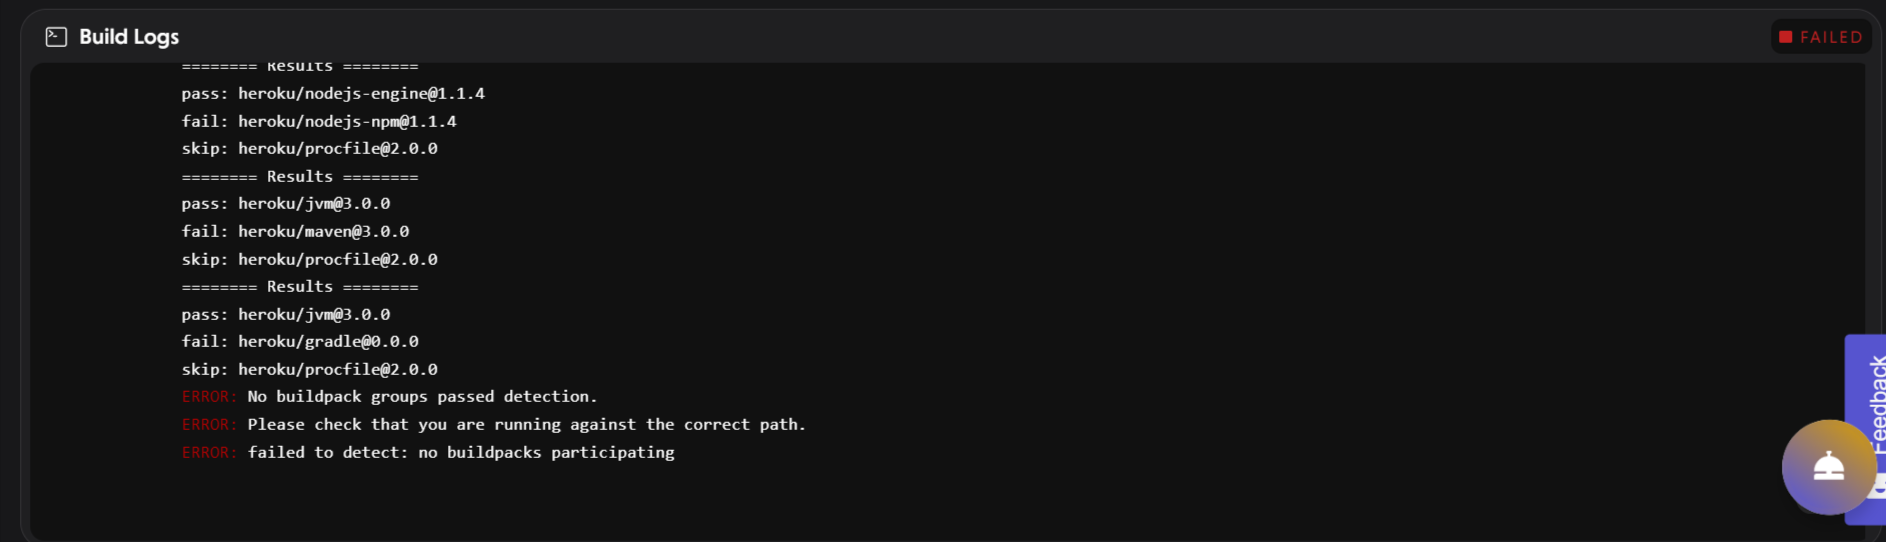 Build Logs
FAILED
======== Results ========
pass: heroku/nodejs-engine@1.1.4
fail: heroku/nodejs-npm@1.1.4
skip: heroku/procfile@2.0.0
======== Results ========
pass: heroku/jvm@3.0.0
fail: heroku/maven@3.0.0
skip: heroku/procfile@2.0.0
======== Results ========
pass: heroku/jvm@3.0.0
fail: heroku/gradle@0.0.0
skip: heroku/procfile@2.0.0
ERROR: No buildpack groups passed detection.
ERROR: Please check that you are running against the correct path.
ERROR: failed to detect: no buildpacks participating
Feedback